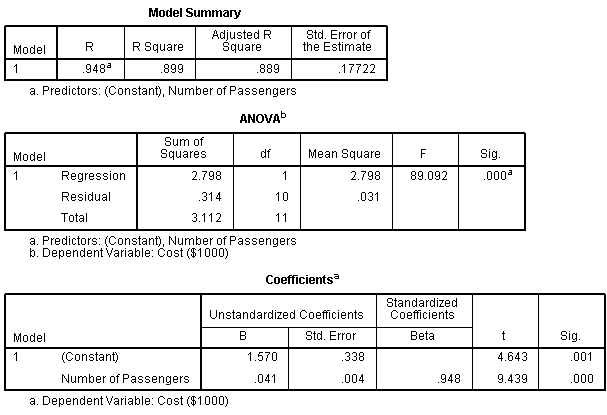 Model Summary
Model R R Square Adjusted R Square Std. Error of the Estimate
1 .948a .899 .889 .17722
a. Predictors: (Constant), Number of Passengers
ANOVAb
Model Sum of Squares df Mean Square F Sig.
1 Regression 2.798 1 2.798 89.092 .000a
Residual .314 10 .031
Total 3.112 11
a. Predictors: (Constant), Number of Passengers
b. Dependent Variable: Cost ($1000)
Coefficientsa
Model Unstandardized Coefficients Standardized Coefficients t Sig.
B Std. Error Beta
1 (Constant) 1.570 .338 4.643 .001
Number of Passengers .041 .004 .948 9.439 .000
a. Dependent Variable: Cost ($1000)